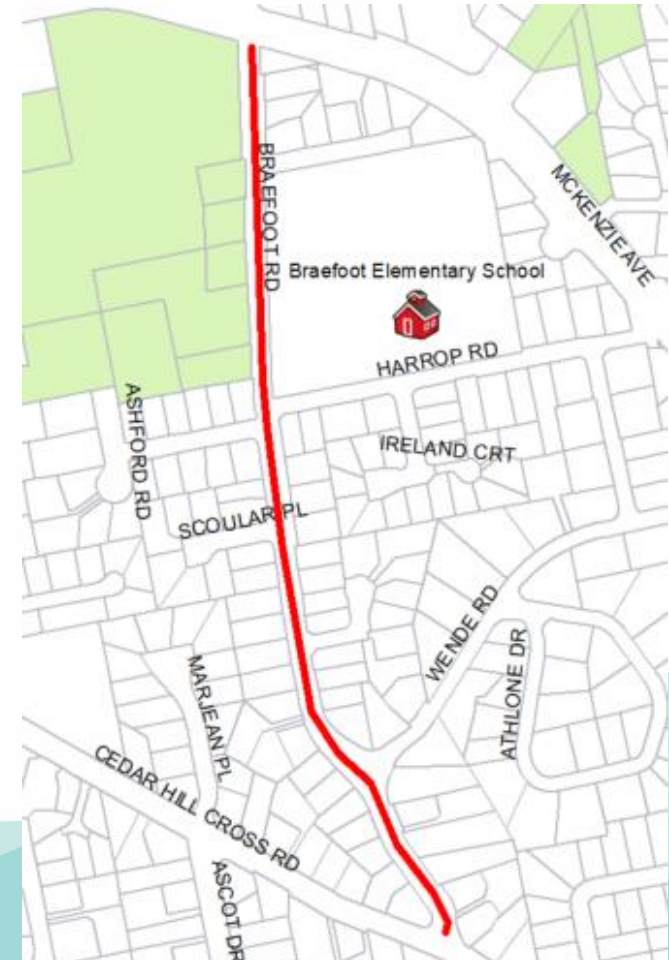 BRAEFOOT RD
MCKENZIE AVE
Braefoot Elementary School
HARROP RD
ASHFORD RD
IRELAND CRT
SCOULAR PL
WENDE RD
ATHLONE DR
MARJEAN PL
CEDAR HILL CROSS RD
ASCOT DR